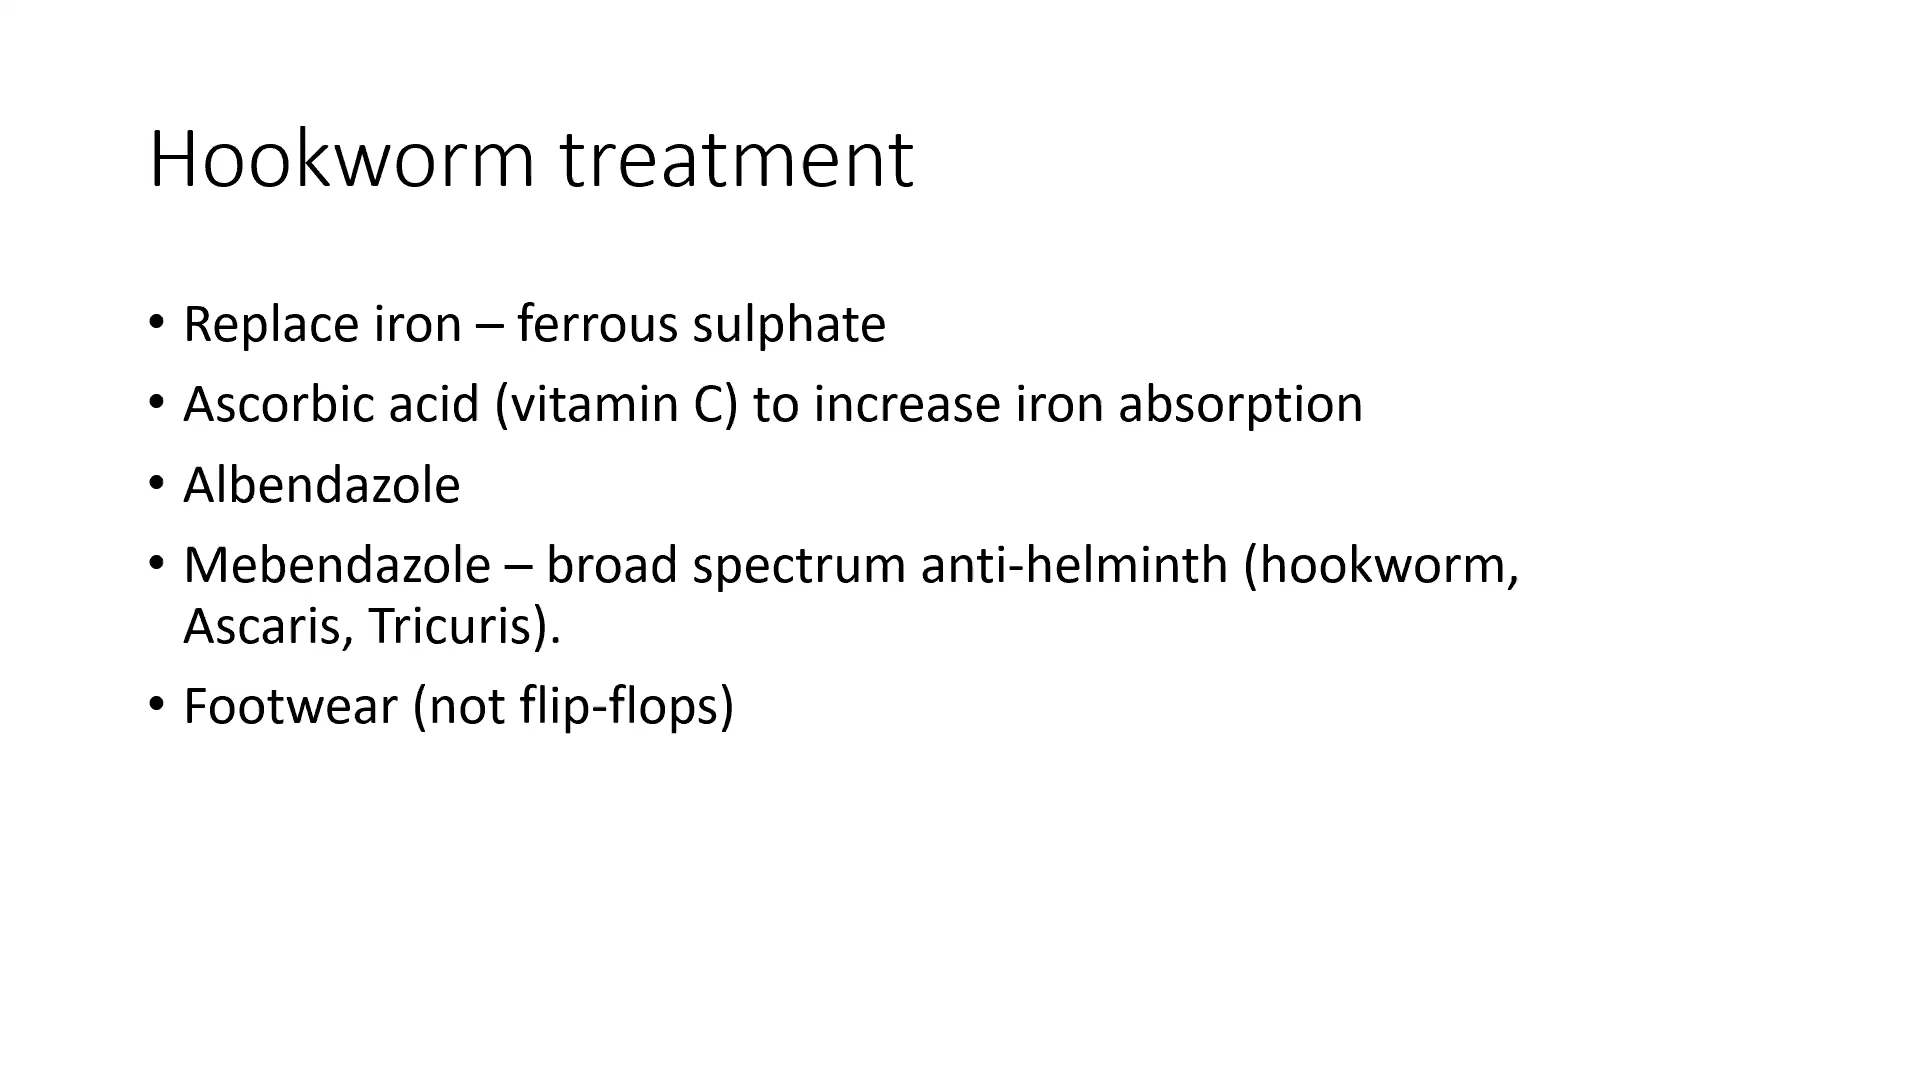 Hookworm treatment
• Replace iron – ferrous sulphate
• Ascorbic acid (vitamin C) to increase iron absorption
• Albendazole
• Mebendazole – broad spectrum anti-helminth (hookworm,
Ascaris, Tricuris).
• Footwear (not flip-flops)